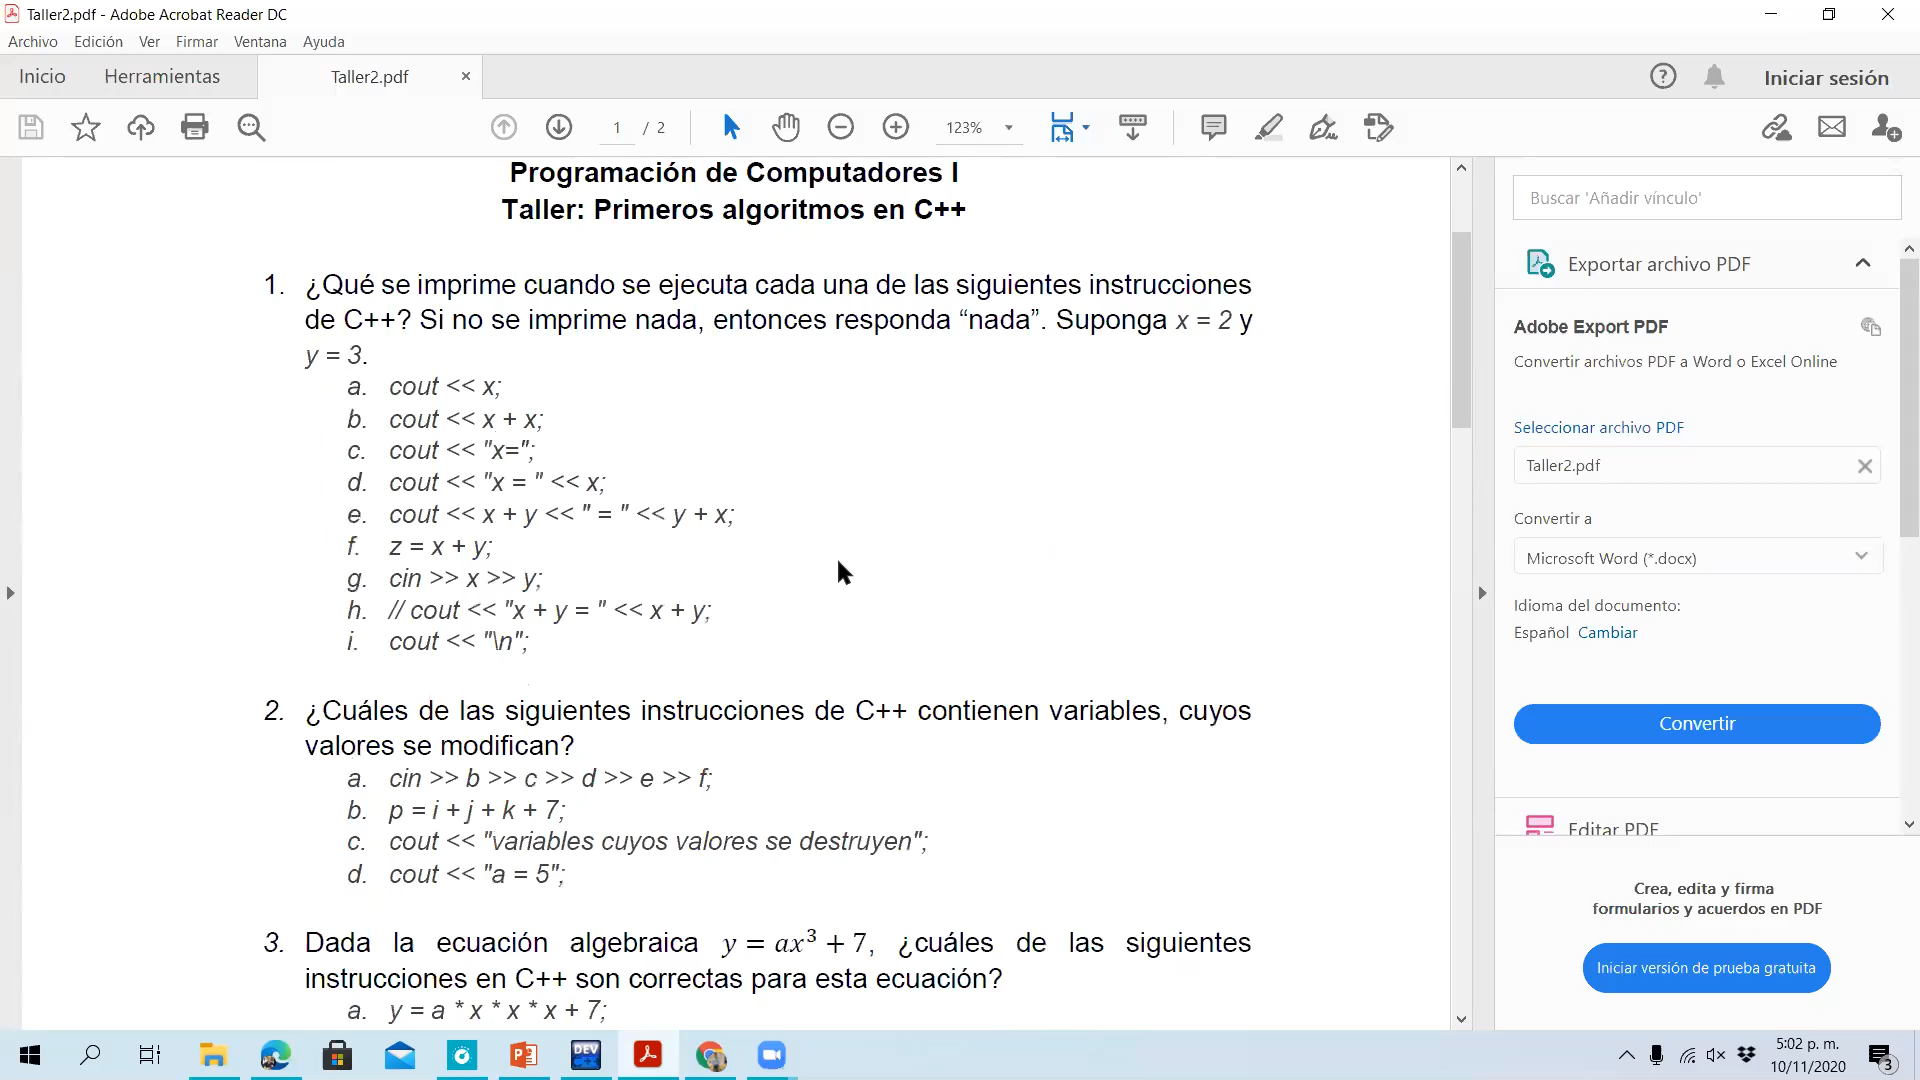 Taller2.pdf - Adobe Acrobat Reader DC
Archivo Edición Ver Firmar Ventana Ayuda
Inicio Herramientas Taller2.pdf × Iniciar sesión
1 / 2 123%
Programación de Computadores I
Taller: Primeros algoritmos en C++
1. ¿Qué se imprime cuando se ejecuta cada una de las siguientes instrucciones
de C++? Si no se imprime nada, entonces responda “nada”. Suponga x = 2 y
y = 3.
a. cout << x;
b. cout << x + x;
c. cout << "x=";
d. cout << "x = " << x;
e. cout << x + y << " = " << y + x;
f. z = x + y;
g. cin >> x >> y;
h. // cout << "x + y = " << x + y;
i. cout << "\n";
2. ¿Cuáles de las siguientes instrucciones de C++ contienen variables, cuyos
valores se modifican?
a. cin >> b >> c >> d >> e >> f;
b. p = i + j + k + 7;
c. cout << "variables cuyos valores se destruyen";
d. cout << "a = 5";
3. Dada la ecuación algebraica y = ax³ + 7, ¿cuáles de las siguientes
instrucciones en C++ son correctas para esta ecuación?
a. y = a * x * x * x + 7;
Buscar 'Añadir vínculo'
Exportar archivo PDF
Adobe Export PDF
Convertir archivos PDF a Word o Excel Online
Seleccionar archivo PDF
Taller2.pdf
Convertir a
Microsoft Word (*.docx)
Idioma del documento:
Español Cambiar
Convertir
Editar PDF
Crea, edita y firma
formularios y acuerdos en PDF
Iniciar versión de prueba gratuita
DEV
C++
5:02 p. m.
10/11/2020
3